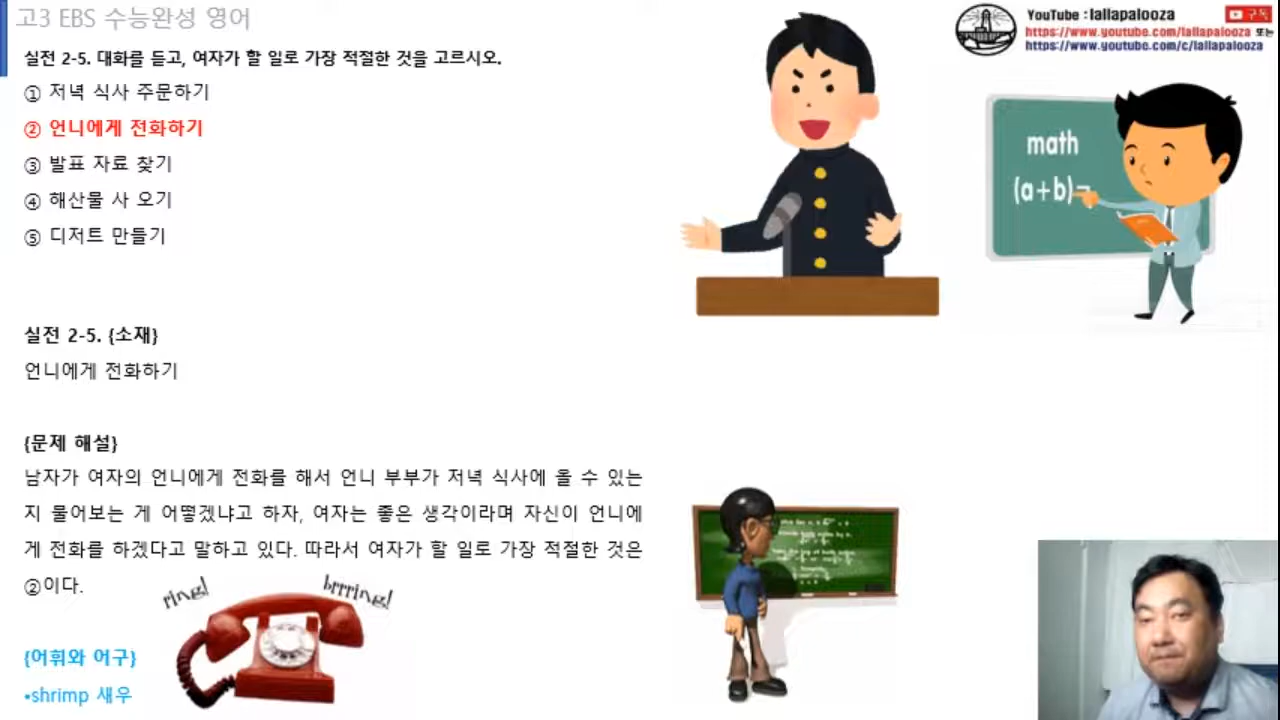 고3 EBS 수능완성 영어
YouTube : lallapalooza
구독
https://www.youtube.com/lallapalooza 또는
https://www.youtube.com/c/lallapalooza
실전 2-5. 대화를 듣고, 여자가 할 일로 가장 적절한 것을 고르시오.
① 저녁 식사 주문하기
② 언니에게 전화하기
③ 발표 자료 찾기
④ 해산물 사 오기
⑤ 디저트 만들기
math
(a+b)=
실전 2-5. {소재}
언니에게 전화하기
{문제 해설}
남자가 여자의 언니에게 전화를 해서 언니 부부가 저녁 식사에 올 수 있는
지 물어보는 게 어떻겠냐고 하자, 여자는 좋은 생각이라며 자신이 언니에
게 전화를 하겠다고 말하고 있다. 따라서 여자가 할 일로 가장 적절한 것은
②이다.
ring!
brrring!
{어휘와 어구}
•shrimp 새우